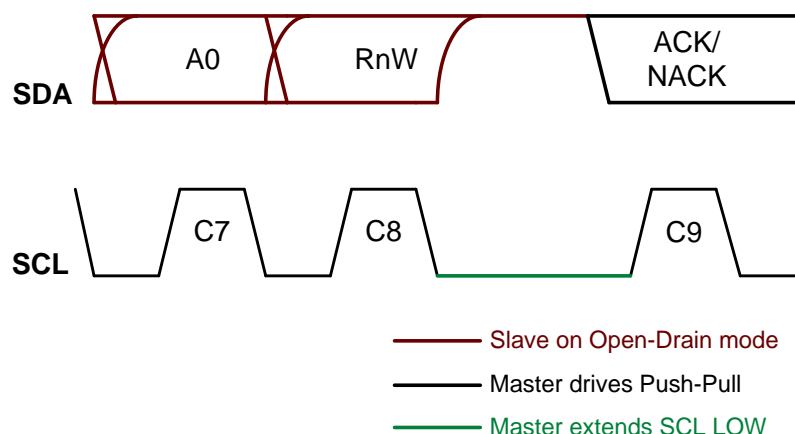 A0
RnW
ACK/
NACK
SDA
C7
C8
C9
SCL
Slave on Open-Drain mode
Master drives Push-Pull
Master extends SCL LOW